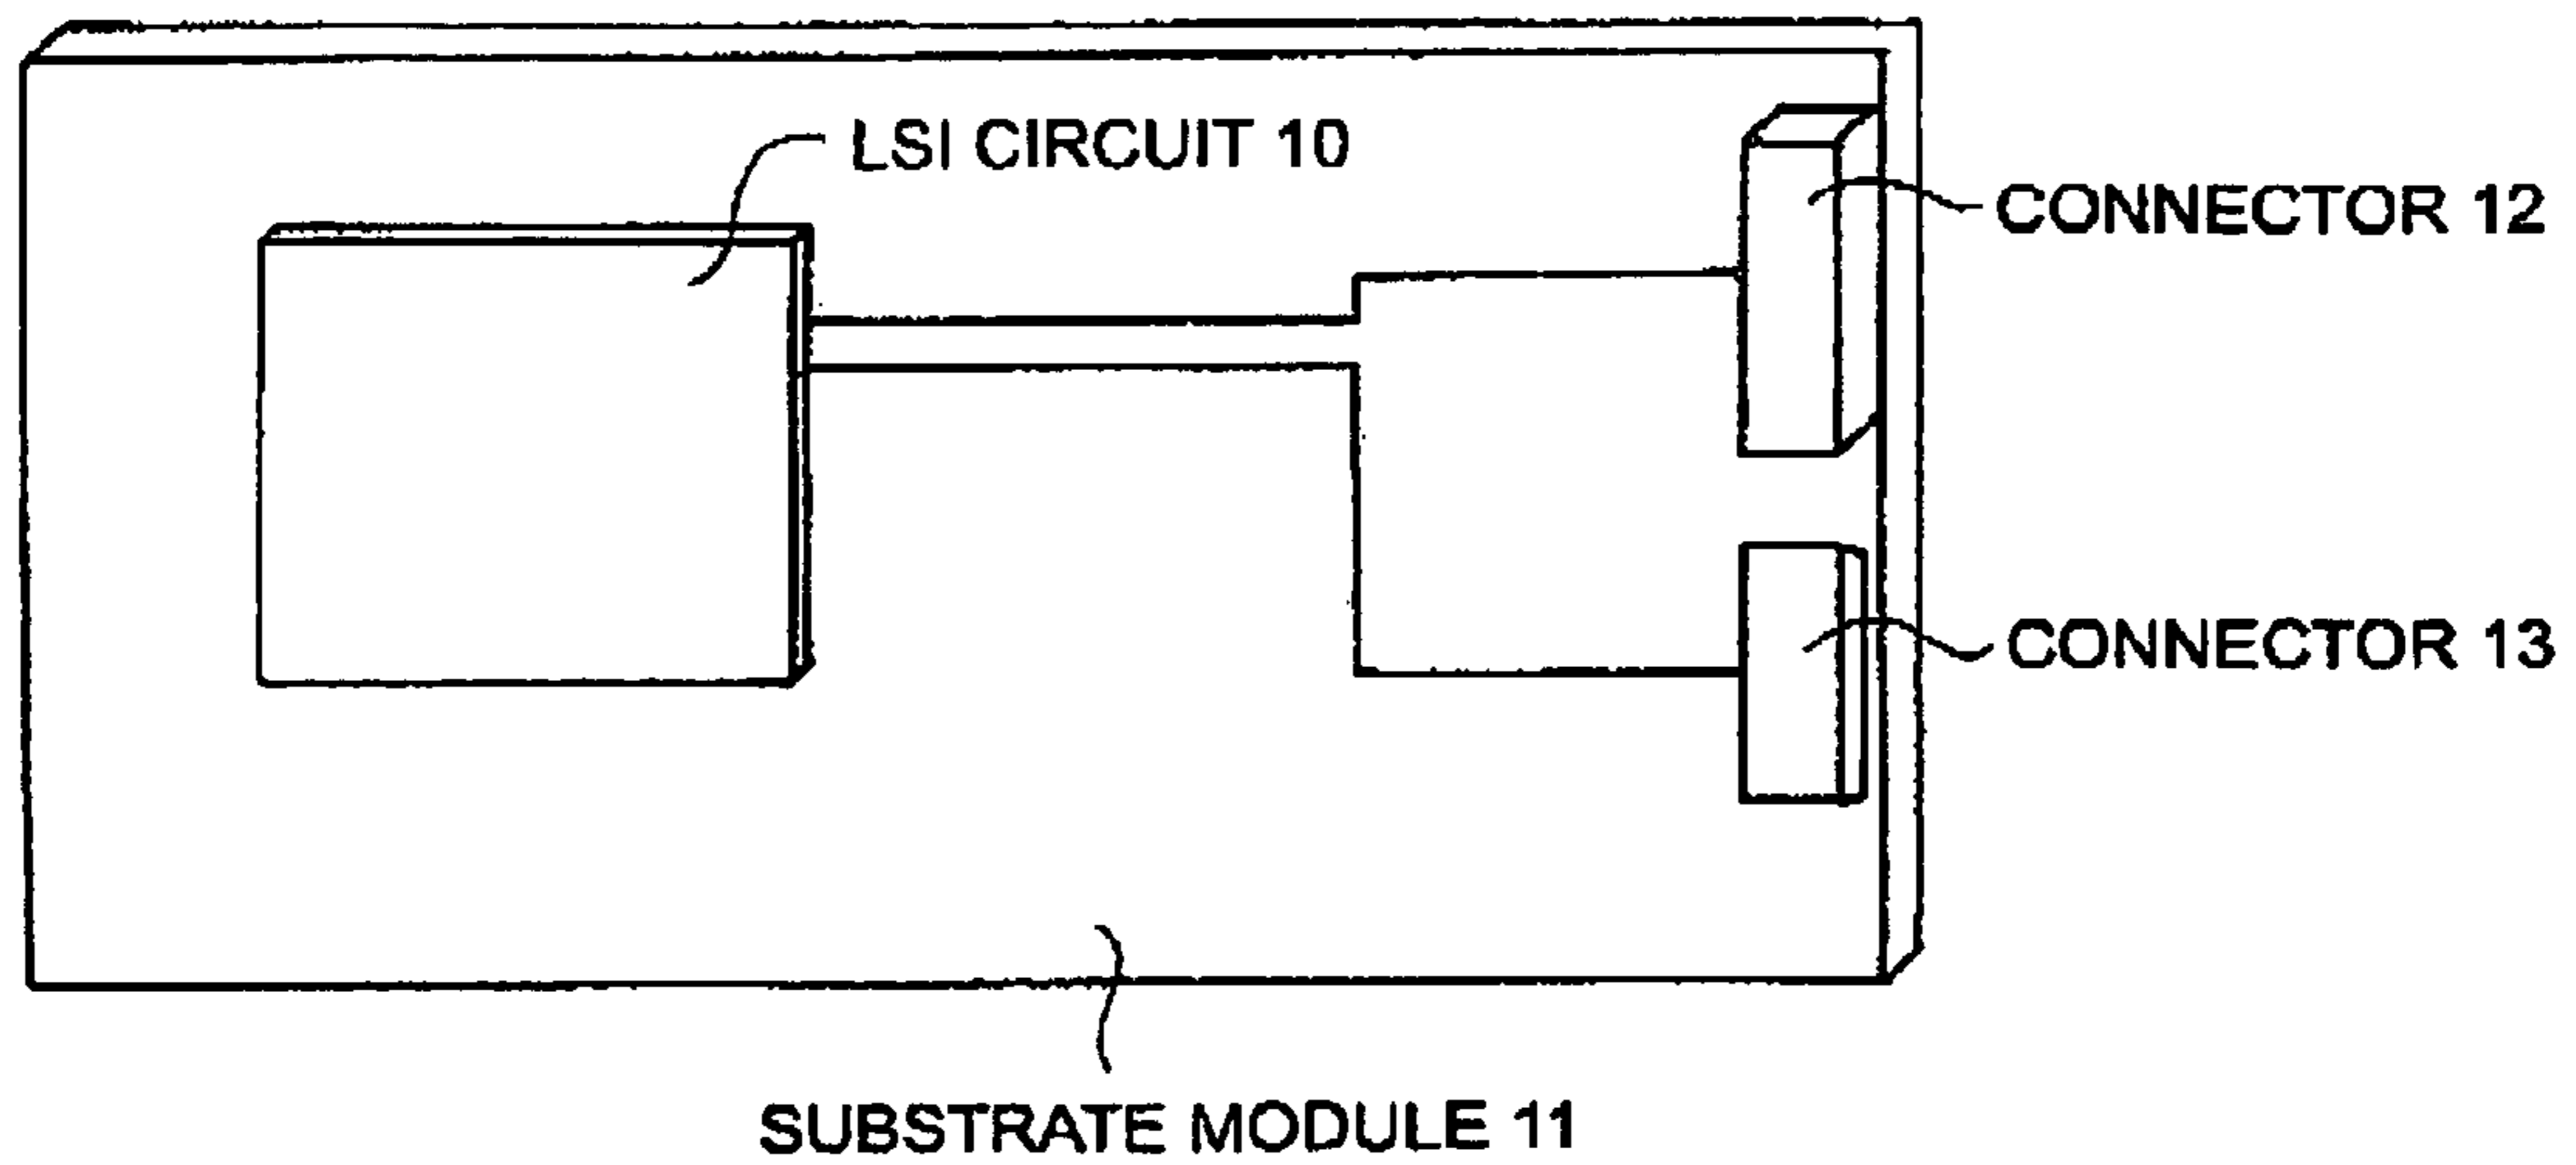 LSI CIRCUIT 10
CONNECTOR 12
CONNECTOR 13
SUBSTRATE MODULE 11